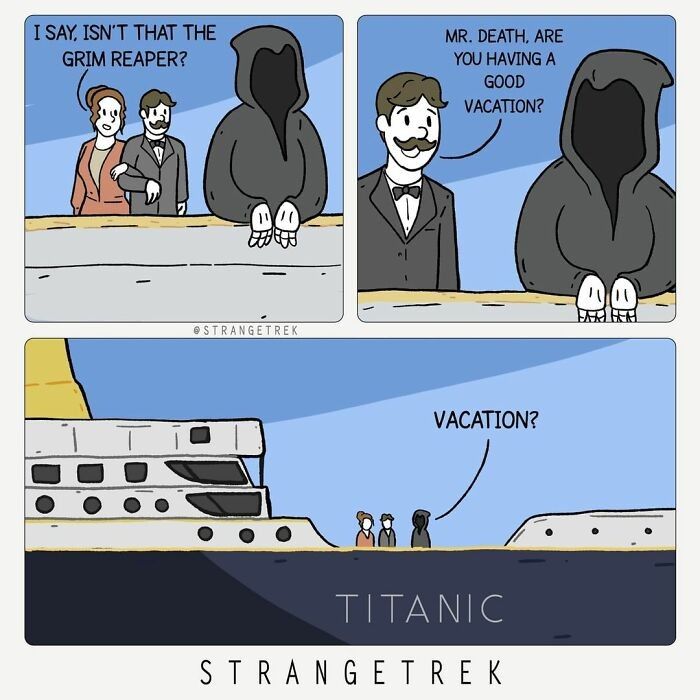 I SAY, ISN'T THAT THE
GRIM REAPER?
MR. DEATH, ARE
YOU HAVING A
GOOD
VACATION?
@STRANGETREK
VACATION?
TITANIC
STRANGETREK